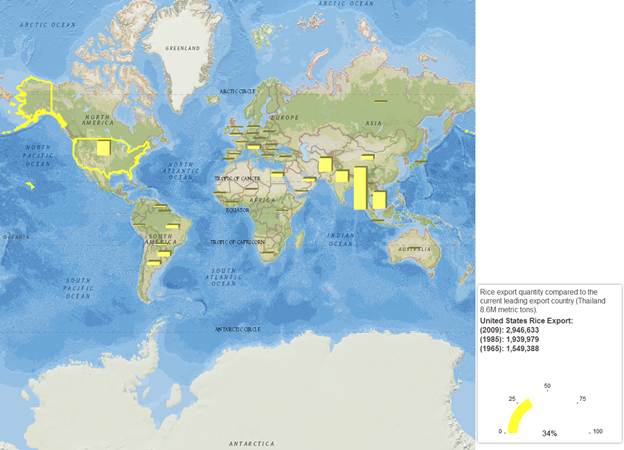 ARCTIC OCEAN
ARCTIC OCEAN
GREENLAND
ARCTIC CIRCLE
EUROPE
NORTH
AMERICA
ASIA
NORTH
PACIFIC
OCEAN
NORTH
ATLANTIC
OCEAN
TROPIC OF CANCER
AFRICA
EQUATOR
OCEANIA
SOUTH
AMERICA
TROPIC OF CAPRICORN
INDIAN
OCEAN
AUSTRALIA
SOUTH
PACIFIC
OCEAN
SOUTH
ATLANTIC
OCEAN
ANTARCTIC CIRCLE
ANTARCTICA
Rice export quantity compared to the
current leading export country (Thailand
8.6M metric tons).
United States Rice Export:
(2009): 2,946,633
(1985): 1,939,979
(1965): 1,549,388
50
25
75
0
34%
100